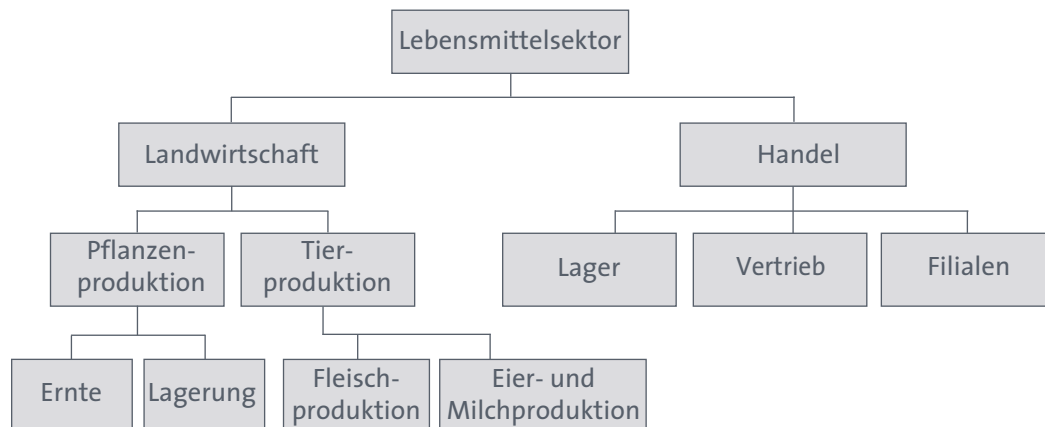 Lebensmittelsektor
Landwirtschaft
Handel
Pflanzen-
produktion
Tier-
produktion
Lager
Vertrieb
Filialen
Ernte
Lagerung
Fleisch-
produktion
Eier- und
Milchproduktion